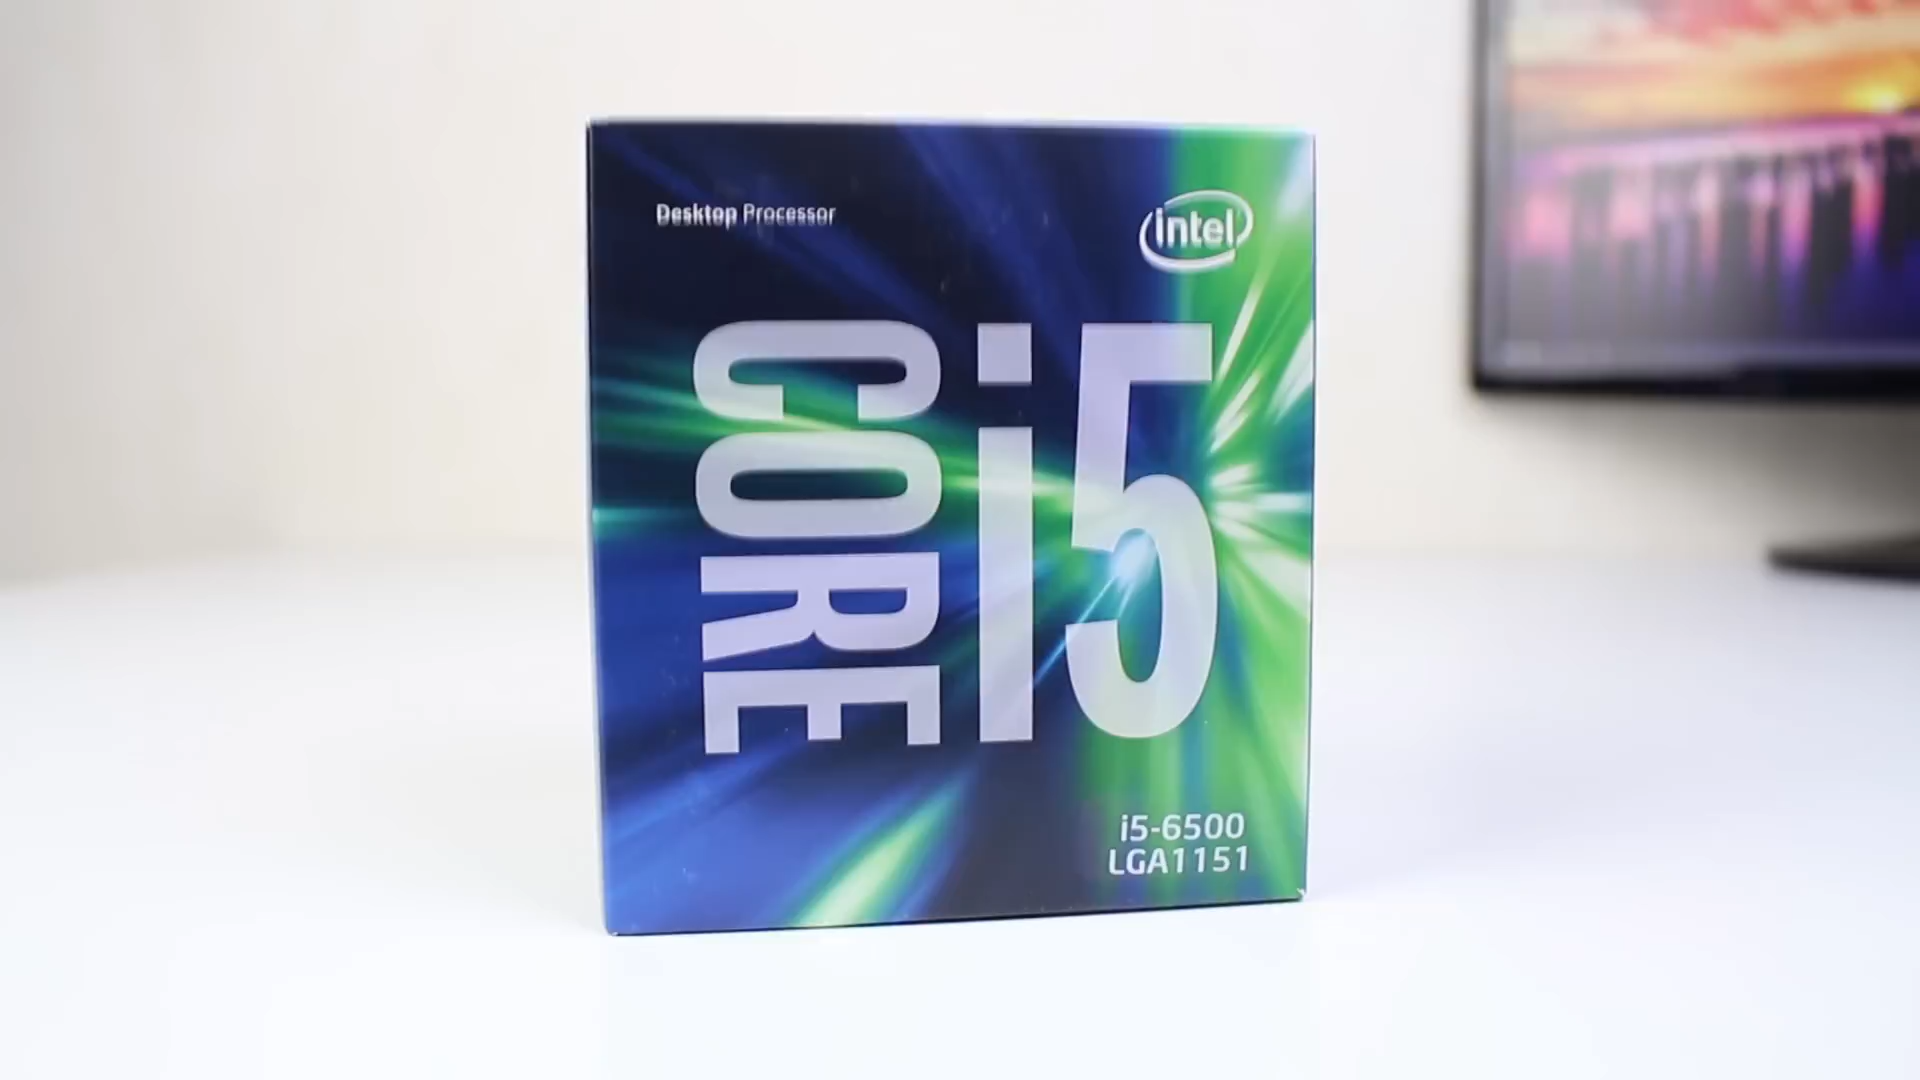 Desktop Processor
intel
CORE i5
i5-6500
LGA1151